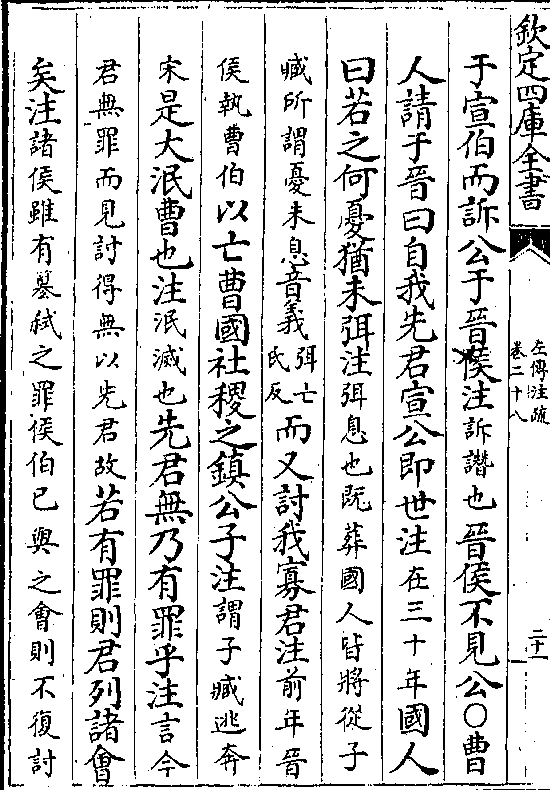 欽定四庫全書
左傳注疏
卷二十八
二十一
于宣伯而訴公于晉侯注訴譖也晉侯不見公○曹
人請于晉曰自我先君宣公即世注在三十年國人
曰若之何憂猶未弭注弭息也既葬國人皆將從子
臧所謂憂未息音義弭亡氏反而又討我寡君注前年晉
侯執曹伯以亡曹國社稷之鎮公子注謂子臧逃奔
宋是大泯曹也注泯滅也先君無乃有罪乎注言今
君無罪而見討得無以先君故若有罪則君列諸會
矣注諸侯雖有簒弑之罪侯伯已與之會則不復討